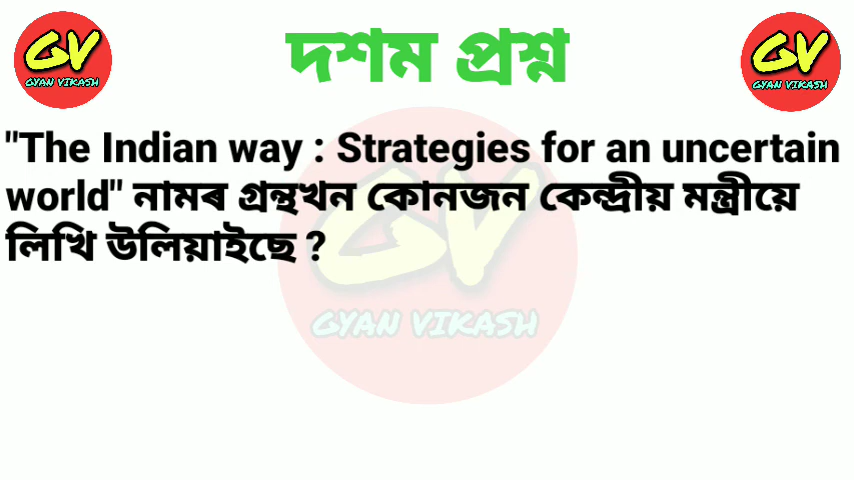 GV
GYAN VIKASH
দশম প্ৰশ্ন
GV
GYAN VIKASH
"The Indian way : Strategies for an uncertain
world" নামৰ গ্ৰন্থখন কোনজন কেন্দ্ৰীয় মন্ত্ৰীয়ে
লিখি উলিয়াইছে ?
GV
GYAN VIKASH